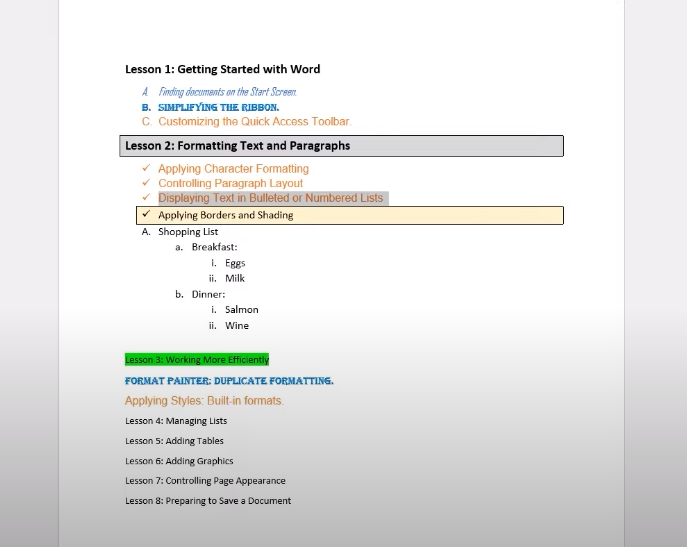 Lesson 1: Getting Started with Word
A. Finding documents on the Start Screen.
B. SIMPLIFYING THE RIBBON.
C. Customizing the Quick Access Toolbar.
Lesson 2: Formatting Text and Paragraphs
✓ Applying Character Formatting
✓ Controlling Paragraph Layout
✓ Displaying Text in Bulleted or Numbered Lists
✓ Applying Borders and Shading
A. Shopping List
a. Breakfast:
i. Eggs
ii. Milk
b. Dinner:
i. Salmon
ii. Wine
Lesson 3: Working More Efficiently
FORMAT PAINTER: DUPLICATE FORMATTING.
Applying Styles: Built-in formats.
Lesson 4: Managing Lists
Lesson 5: Adding Tables
Lesson 6: Adding Graphics
Lesson 7: Controlling Page Appearance
Lesson 8: Preparing to Save a Document